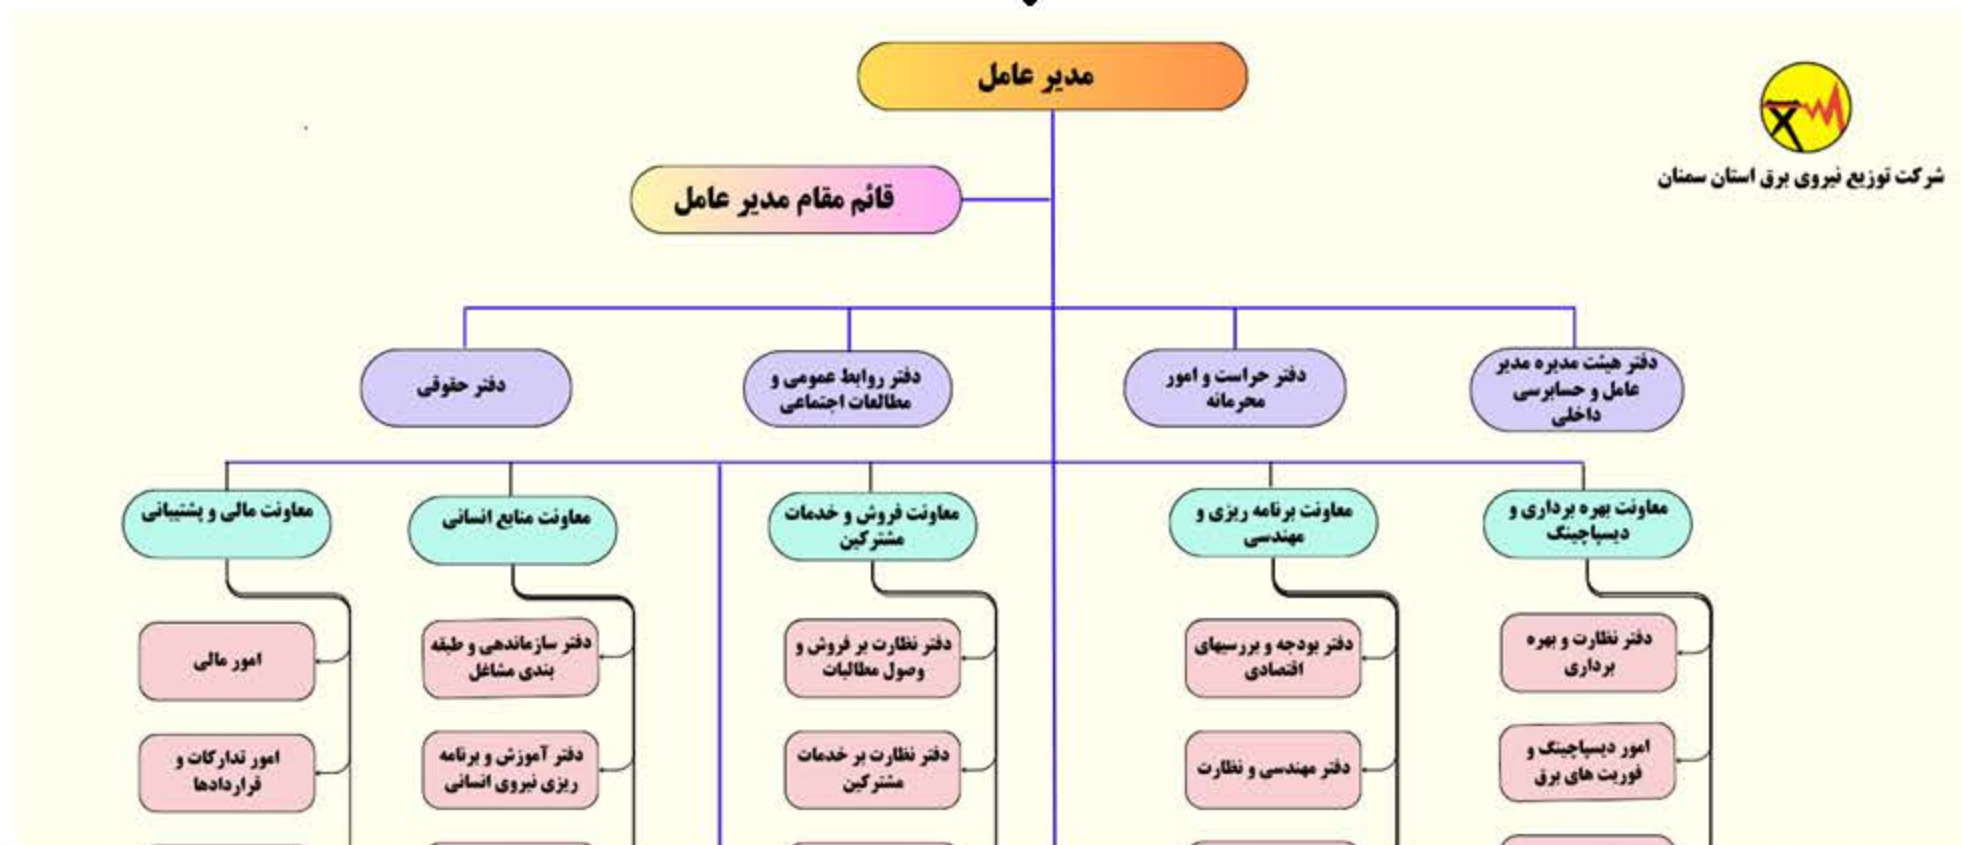 مدیر عامل
شرکت توزیع نیروی برق استان سمنان
قائم مقام مدیر عامل
دفتر هیئت مدیره مدیر
عامل و حسابرسی
داخلی
دفتر حراست و امور
محرمانه
دفتر روابط عمومی و
مطالعات اجتماعی
دفتر حقوقی
معاونت بهره برداری و
دیسپاچینگ
معاونت برنامه ریزی و
مهندسی
معاونت فروش و خدمات
مشترکین
معاونت منابع انسانی
معاونت مالی و پشتیبانی
دفتر نظارت و بهره
برداری
دفتر بودجه و بررسیهای
اقتصادی
دفتر نظارت بر فروش و
وصول مطالبات
دفتر سازماندهی و طبقه
بندی مشاغل
امور مالی
امور دیسپاچینگ و
فوریت های برق
دفتر مهندسی و نظارت
دفتر نظارت بر خدمات
مشترکین
دفتر آموزش و برنامه
ریزی نیروی انسانی
امور تدارکات و
قراردادها